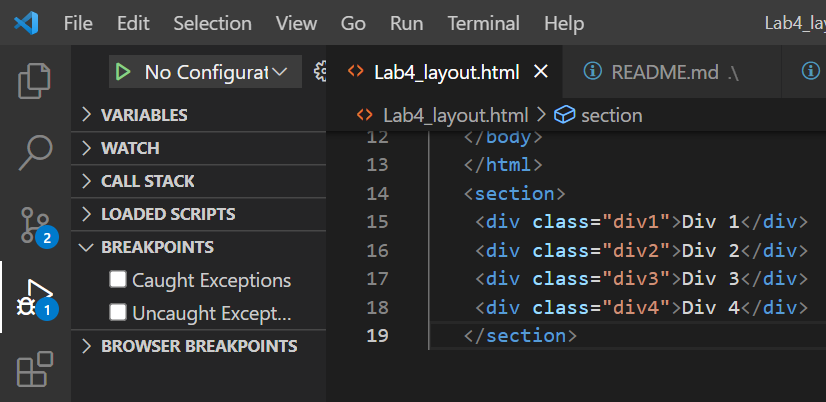 File Edit Selection View Go Run Terminal Help Lab4_lay
No Configurat
Lab4_layout.html
README.md .\
Lab4_layout.html > section
VARIABLES
WATCH
CALL STACK
LOADED SCRIPTS
BREAKPOINTS
Caught Exceptions
Uncaught Except...
BROWSER BREAKPOINTS
2
1
12 </body>
13 </html>
14 <section>
15 <div class="div1">Div 1</div>
16 <div class="div2">Div 2</div>
17 <div class="div3">Div 3</div>
18 <div class="div4">Div 4</div>
19 </section>